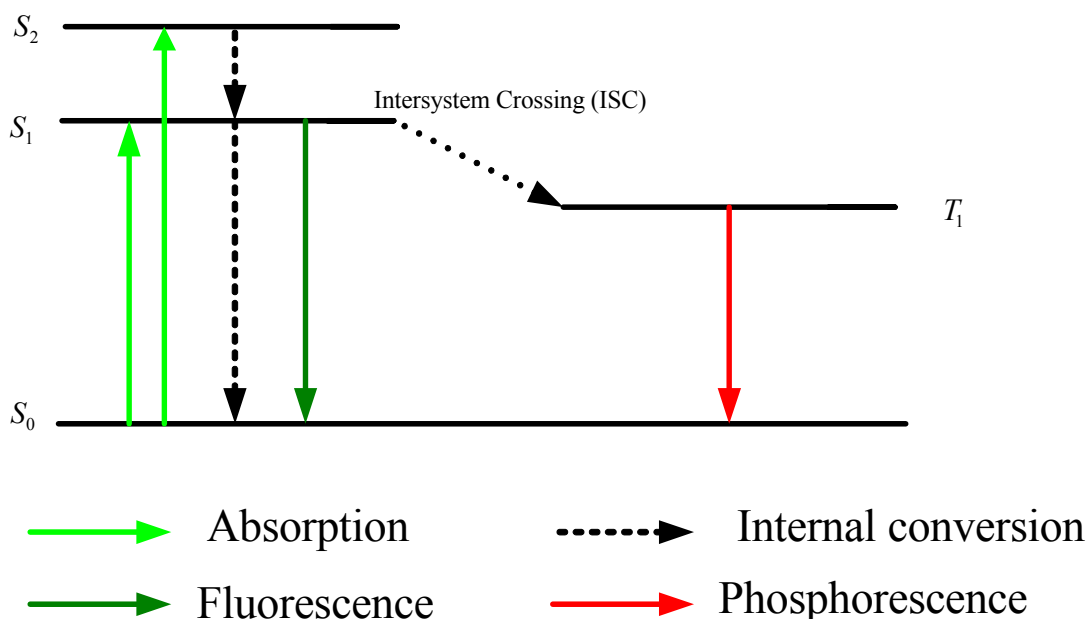 S₂
Intersystem Crossing (ISC)
S₁
T₁
S₀
Absorption
Internal conversion
Fluorescence
Phosphorescence